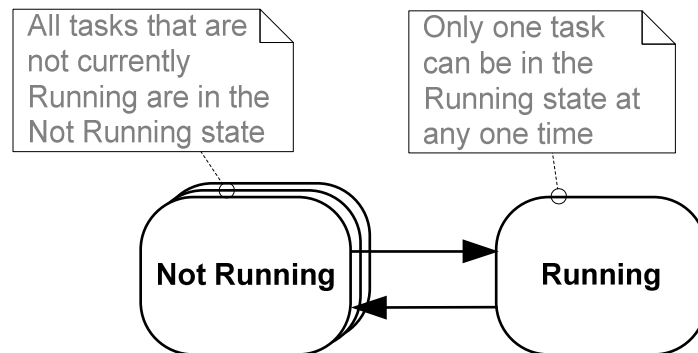 All tasks that are
not currently
Running are in the
Not Running state
Only one task
can be in the
Running state at
any one time
Not Running
Running